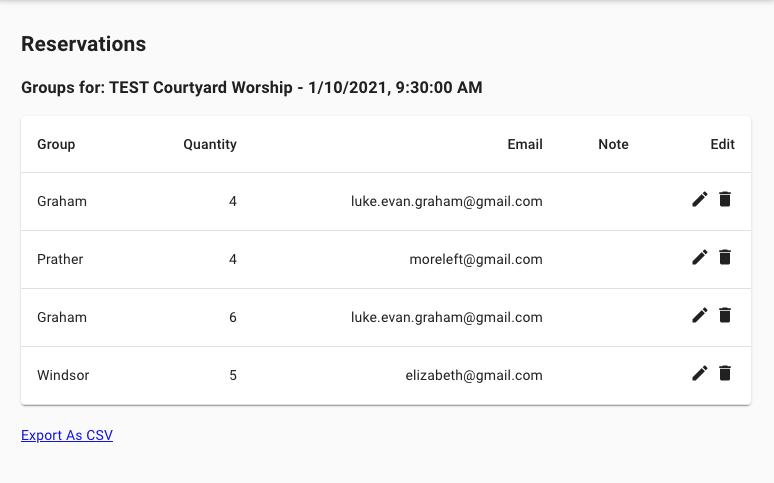 Reservations
Groups for: TEST Courtyard Worship - 1/10/2021, 9:30:00 AM
Group Quantity Email Note Edit
Graham 4 luke.evan.graham@gmail.com
Prather 4 moreleft@gmail.com
Graham 6 luke.evan.graham@gmail.com
Windsor 5 elizabeth@gmail.com
Export As CSV